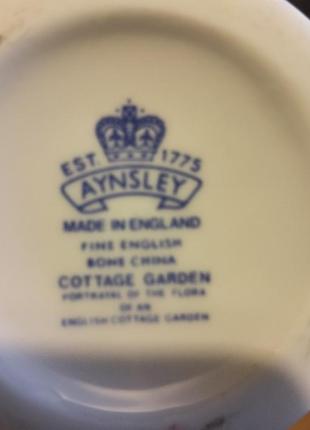 EST. 1775
AYNSLEY
MADE IN ENGLAND
FINE ENGLISH
BONE CHINA
COTTAGE GARDEN
PORTRAYAL OF THE FLORA
OF AN
ENGLISH COTTAGE GARDEN